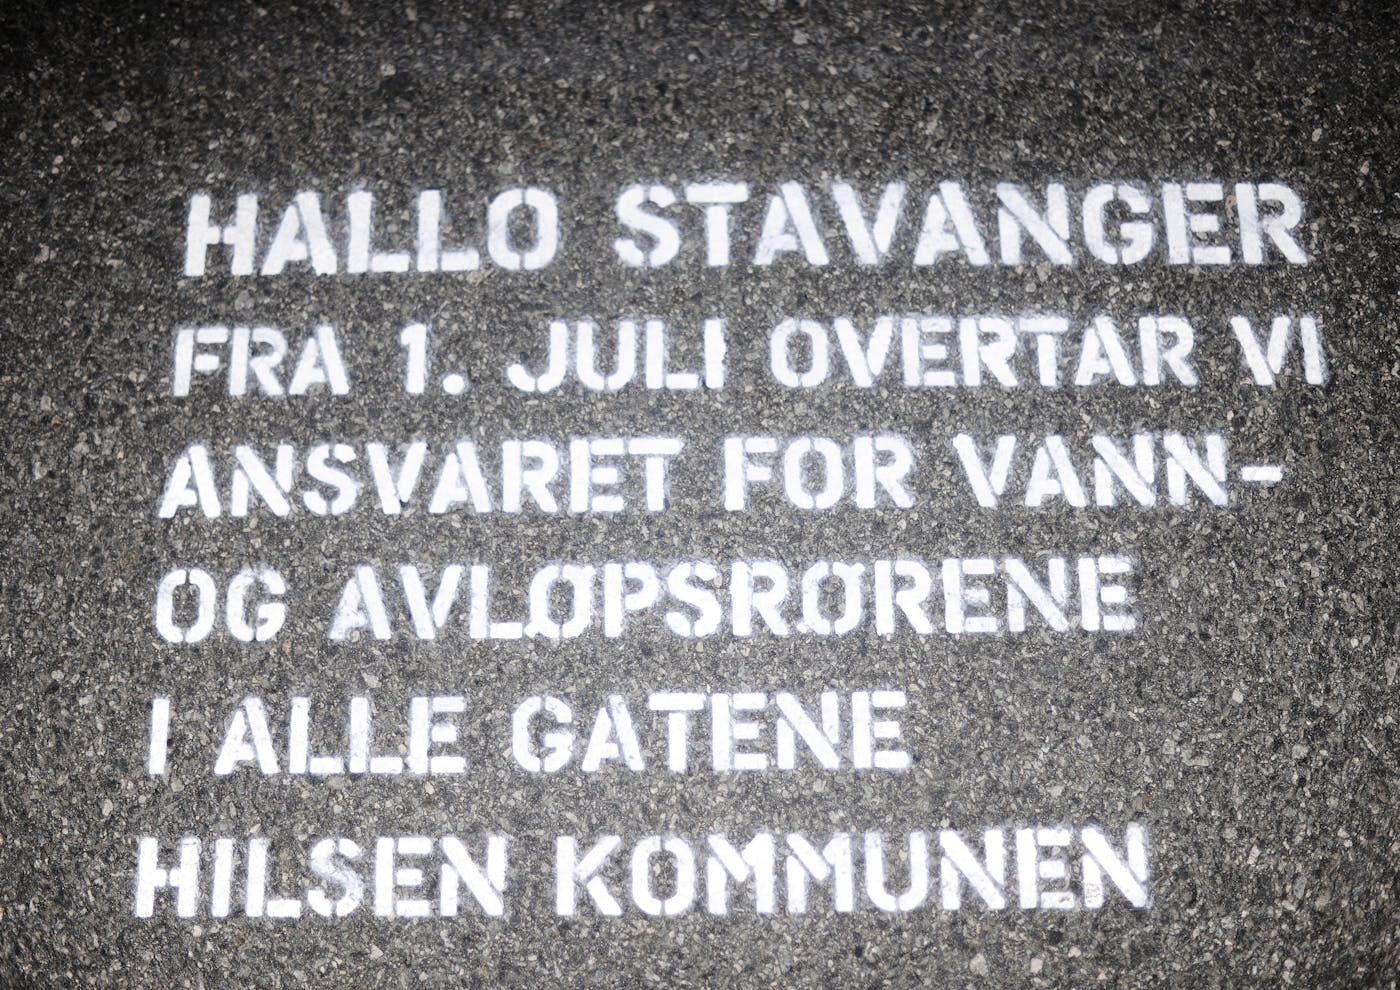 HALLO STAVANGER
FRA 1. JULI OVERTAR VI
ANSVARET FOR VANN-
OG AVLØPSRØRENE
I ALLE GATENE
HILSEN KOMMUNEN